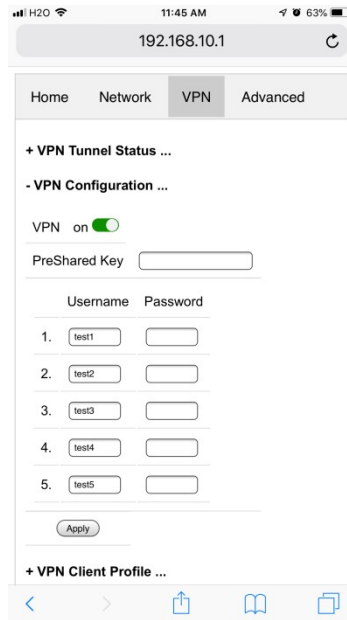 H2O 11:45 AM 63%
192.168.10.1
Home Network VPN Advanced
+ VPN Tunnel Status ...
- VPN Configuration ...
VPN on
PreShared Key
Username Password
1. test1
2. test2
3. test3
4. test4
5. test5
Apply
+ VPN Client Profile ...